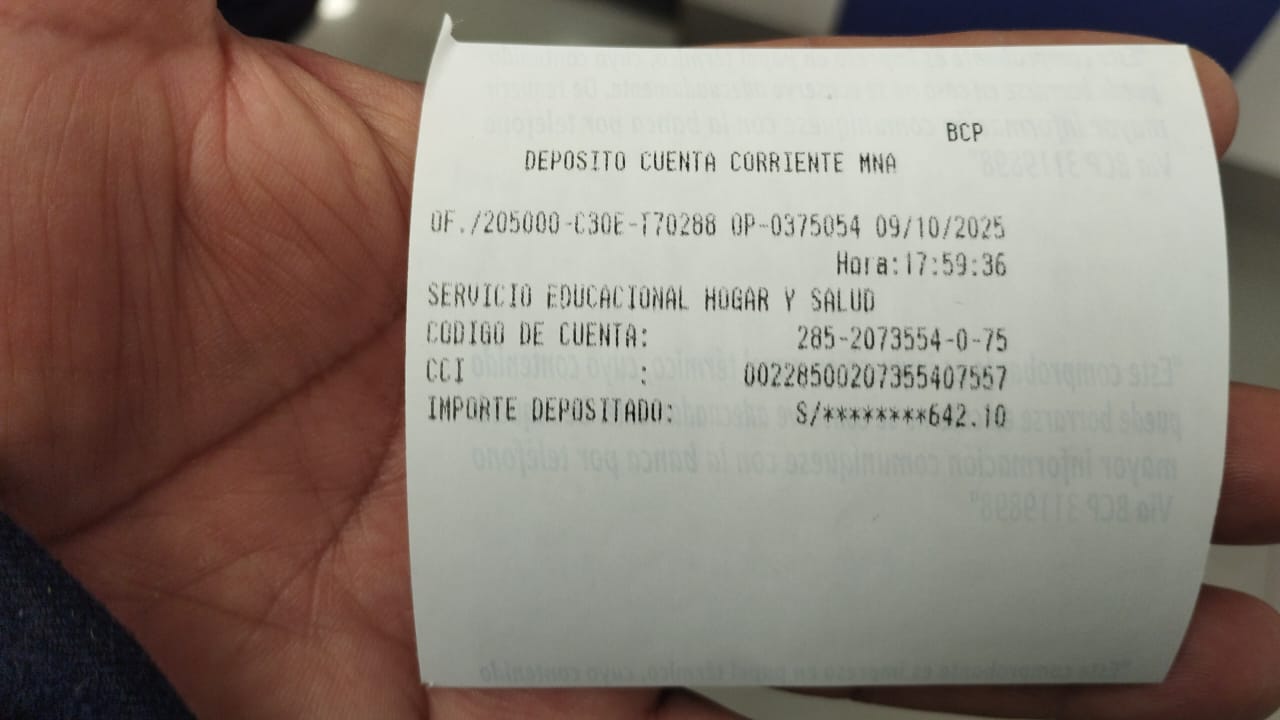 BCP
DEPOSITO CUENTA CORRIENTE MNA
OF./205000-C30E-T70288 OP-0375054 09/10/2025
Hora:17:59:36
SERVICIO EDUCACIONAL HOGAR Y SALUD
CODIGO DE CUENTA: 285-2073554-0-75
CCI : 00228500207355407557
IMPORTE DEPOSITADO: S/********642.10